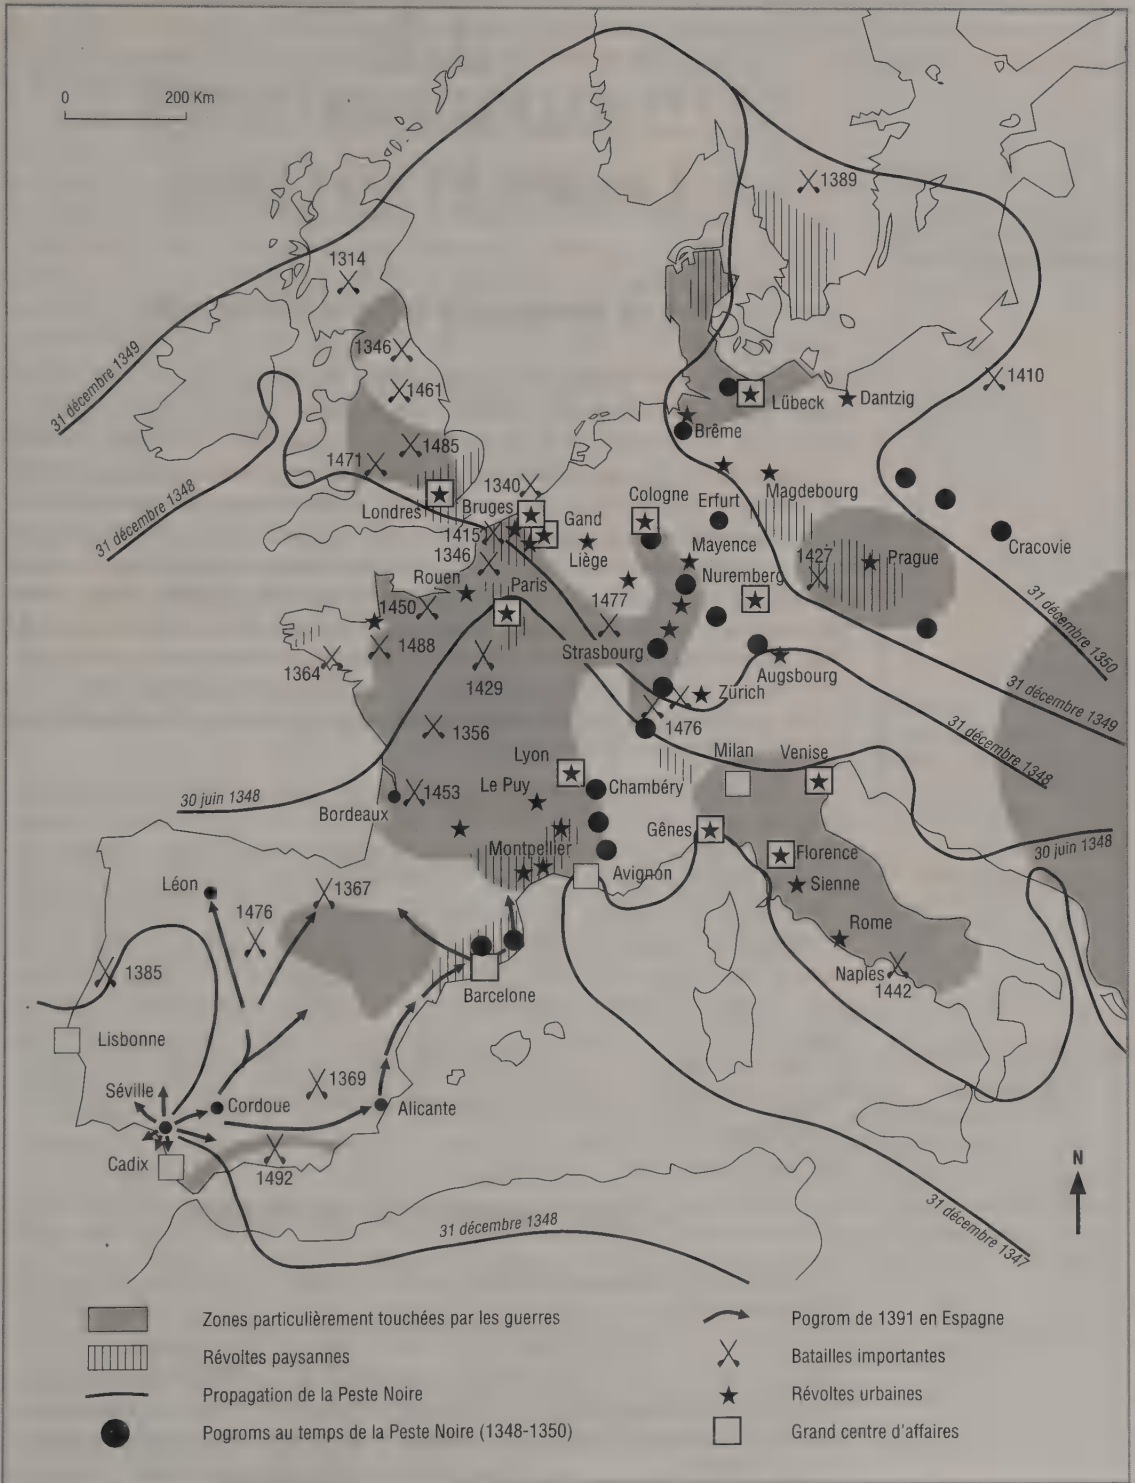 0 200 Km
1389
1314
31 décembre 1349
1346
1461
1410
Lübeck
Dantzig
Brême
1485
1471
1340
Cologne
Erfurt
Magdebourg
31 décembre 1348
Londres
Bruges
Gand
1415
Liège
Mayence
Cracovie
1346
1427
Prague
Rouen
Paris
Nuremberg
1450
1477
31 décembre 1350
1488
Strasbourg
1364
1429
Augsbourg
Zürich
31 décembre 1349
1476
1356
31 décembre 1348
Lyon
Milan
Venise
30 juin 1348
1453
Le Puy
Chambéry
Bordeaux
Gênes
30 juin 1348
Montpellier
Florence
Avignon
Léon
1367
Sienne
1476
Rome
1385
Naples
1442
Barcelone
Lisbonne
1369
Séville
Cordoue
Alicante
Cadix
1492
N
31 décembre 1348
31 décembre 1347
Zones particulièrement touchées par les guerres
Révoltes paysannes
Propagation de la Peste Noire
Pogroms au temps de la Peste Noire (1348-1350)
Pogrom de 1391 en Espagne
Batailles importantes
Révoltes urbaines
Grand centre d'affaires